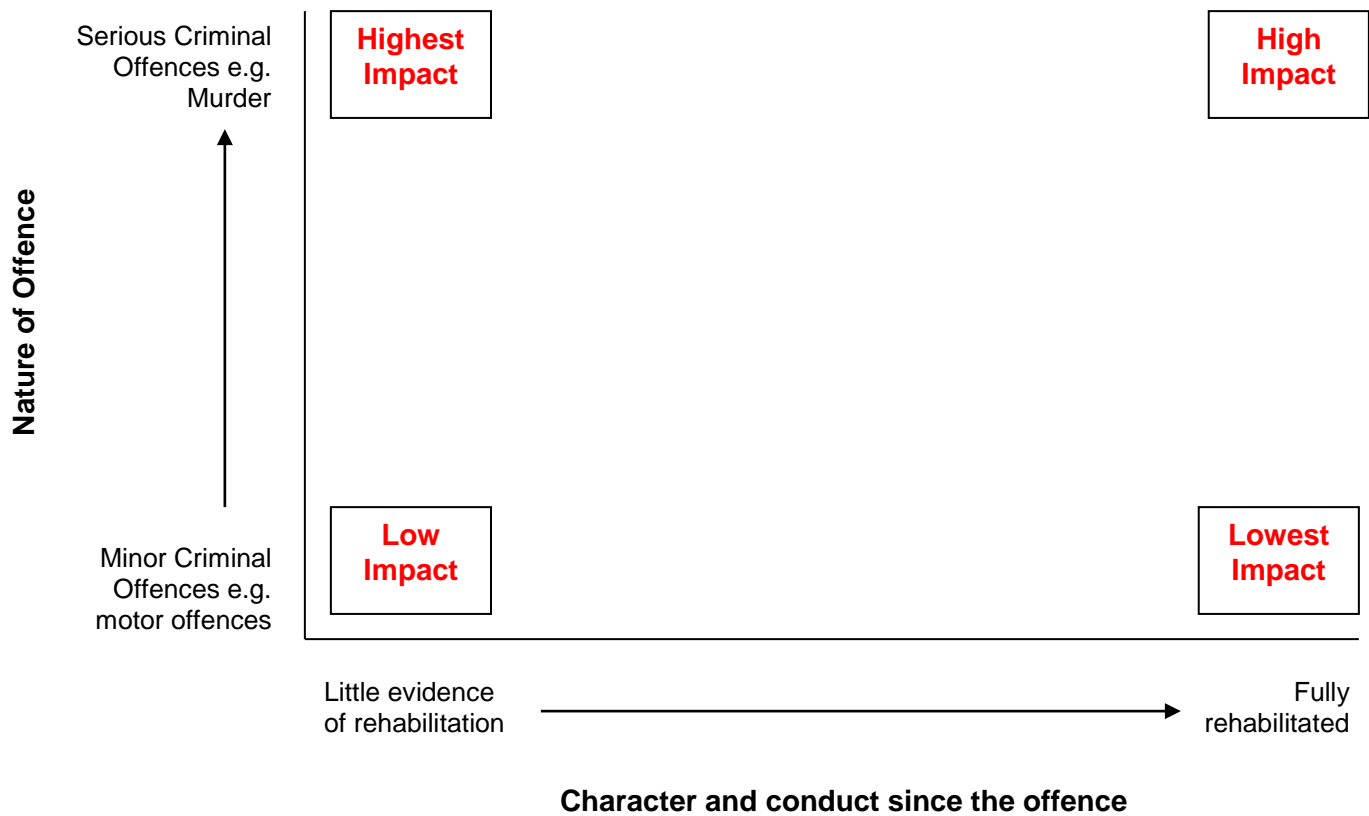 Serious Criminal
Offences e.g.
Murder
Highest
Impact
High
Impact
Nature of Offence
Minor Criminal
Offences e.g.
motor offences
Low
Impact
Lowest
Impact
Little evidence
of rehabilitation
Fully
rehabilitated
Character and conduct since the offence